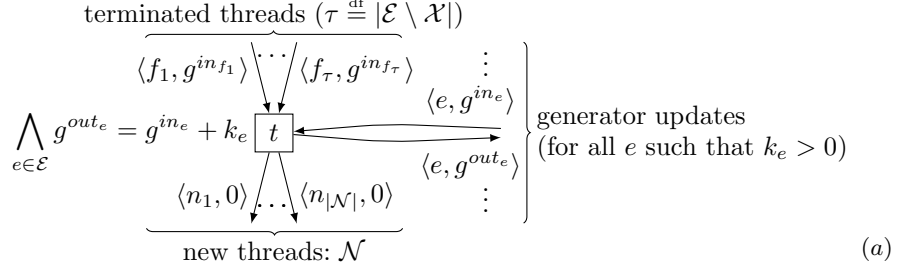 terminated threads (τ ≝ |ℰ \ 𝒳|)
⟨f₁, g^{in_{f₁}}⟩ ⋯ ⟨f_τ, g^{in_{f_τ}}⟩
⋮
⟨e, g^{in_e}⟩
⋀_{e∈ℰ} g^{out_e} = g^{in_e} + k_e
t
generator updates
(for all e such that k_e > 0)
⟨e, g^{out_e}⟩
⋮
⟨n₁, 0⟩ ⋯ ⟨n_{|𝒩|}, 0⟩
new threads: 𝒩
(a)